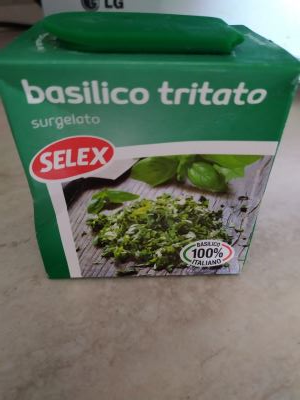 LG
basilico tritato
surgelato
SELEX
BASILICO
100%
ITALIANO